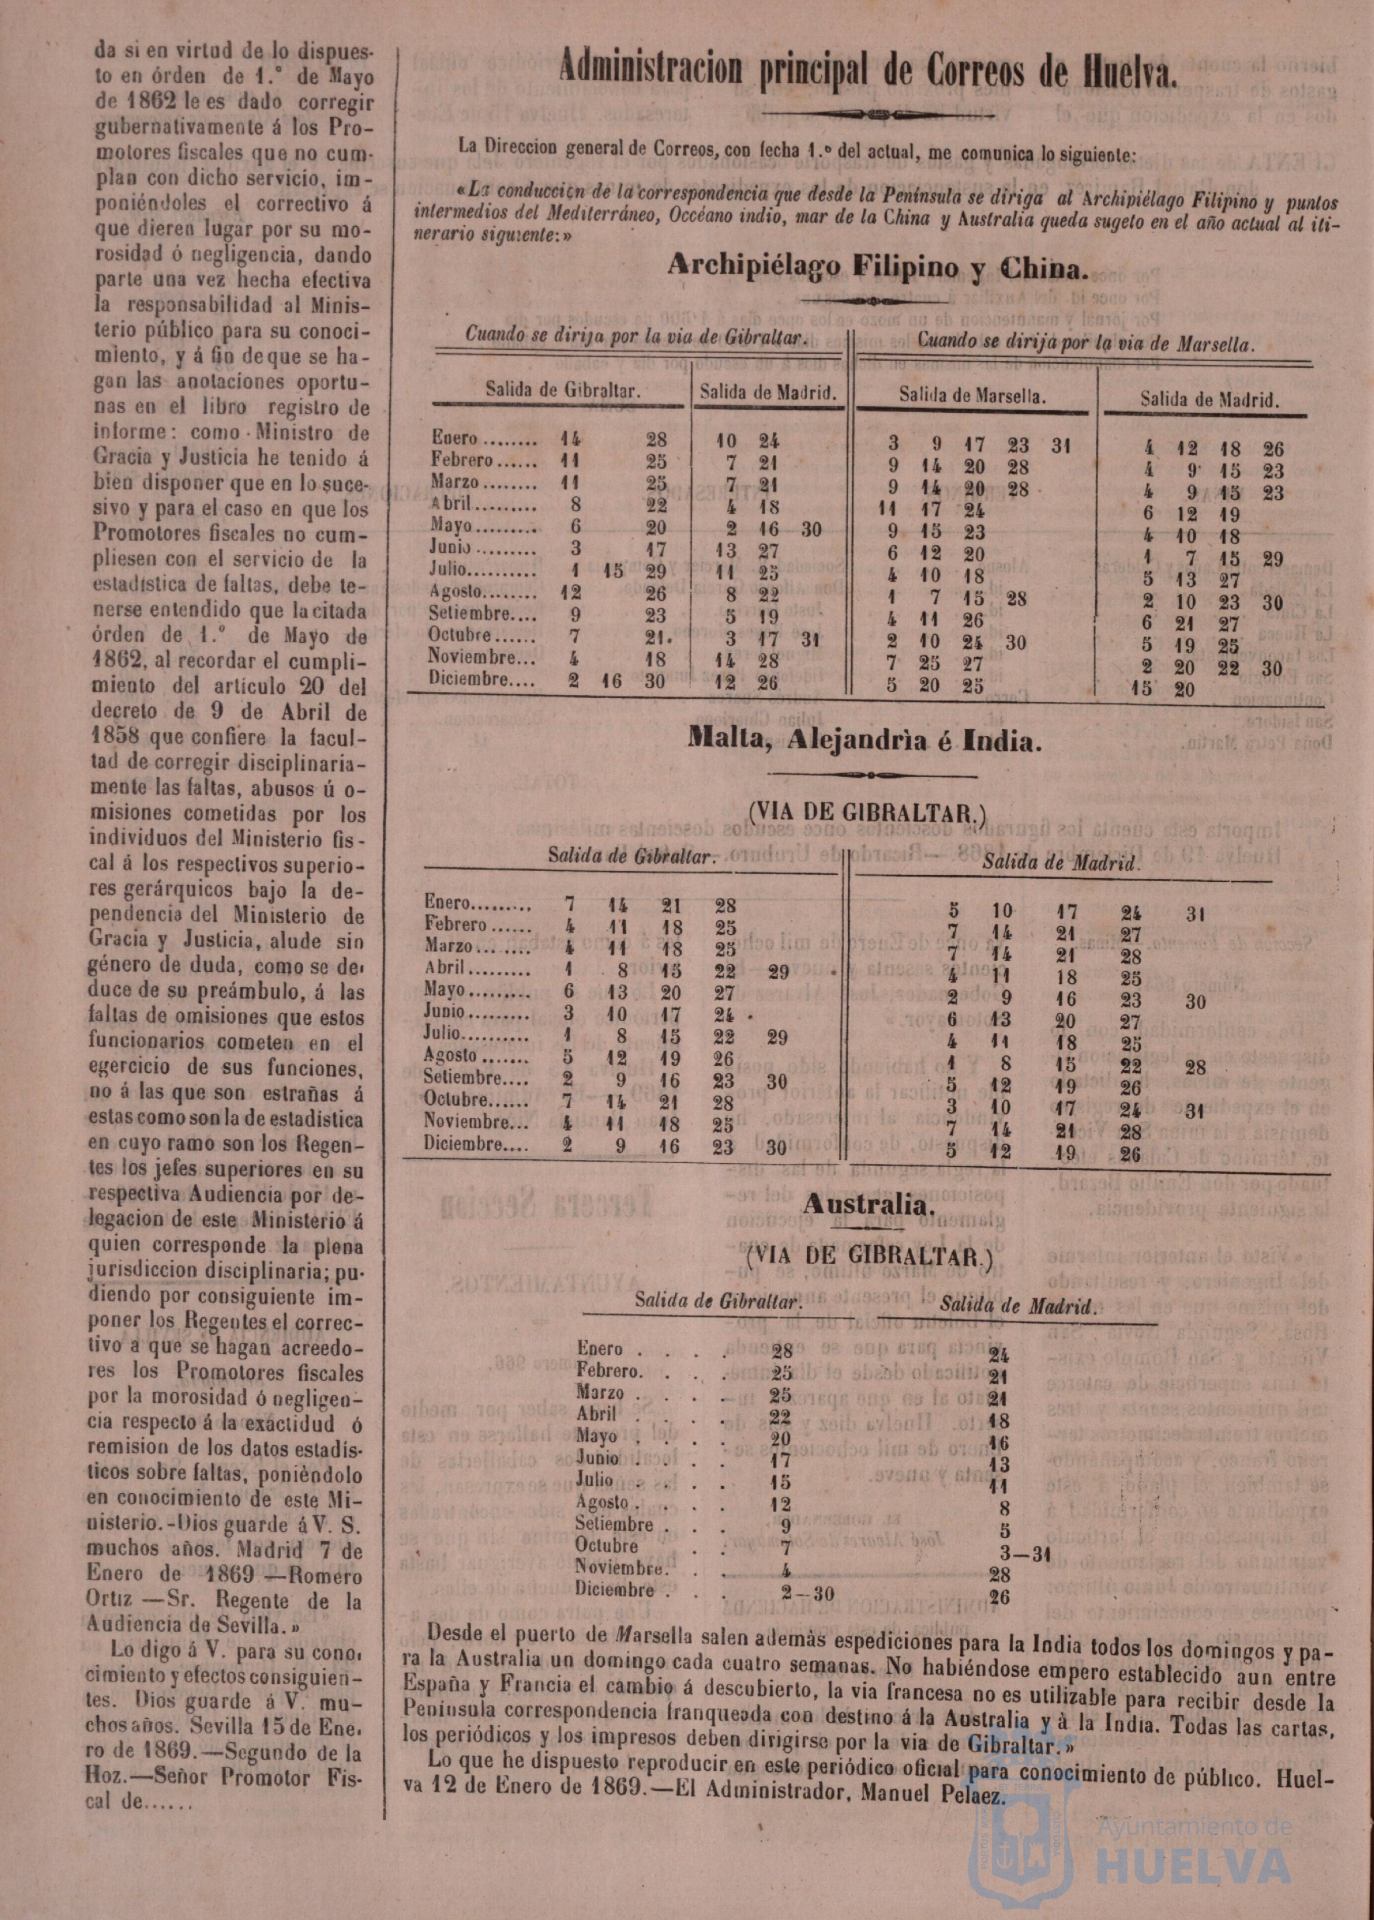 da si en virtud de lo dispues-
to en órden de 1.° de Mayo
de 1862 le es dado corregir
gubernativamente á los Pro-
motores fiscales que no cum-
plan con dicho servicio, im-
poniéndoles el correctivo á
que dieren lugar por su mo-
rosidad ó negligencia, dando
parte una vez hecha efectiva
la responsabilidad al Minis-
terio público para su conoci-
miento, y á fin de que se ha-
gan las anotaciones oportu-
nas en el libro registro de
informe: como Ministro de
Gracia y Justicia he tenido á
bien disponer que en lo suce-
sivo y para el caso en que los
Promotores fiscales no cum-
pliesen con el servicio de la
estadística de faltas, debe te-
nerse entendido que la citada
órden de 1.° de Mayo de
1862, al recordar el cumpli-
miento del artículo 20 del
decreto de 9 de Abril de
1858 que confiere la facul-
tad de corregir disciplinaria-
mente las faltas, abusos ú o-
misiones cometidas por los
individuos del Ministerio fis-
cal á los respectivos superio-
res gerárquicos bajo la de-
pendencia del Ministerio de
Gracia y Justicia, alude sin
género de duda, como se de-
duce de su preámbulo, á las
faltas de omisiones que estos
funcionarios cometen en el
egercicio de sus funciones,
no á las que son estrañas á
estas como son la de estadistica
en cuyo ramo son los Regen-
tes los jefes superiores en su
respectiva Audiencia por de-
legacion de este Ministerio á
quien corresponde la plena
jurisdiccion disciplinaria; pu-
diendo por consiguiente im-
poner los Regentes el correc-
tivo a que se hagan acreedo-
res los Promotores fiscales
por la morosidad ó negligen-
cia respecto á la exáctidud ó
remision de los datos estadís-
ticos sobre faltas, poniéndolo
en conocimiento de este Mi-
nisterio.-Dios guarde á V. S.
muchos años. Madrid 7 de
Enero de 1869—Romero
Ortiz—Sr. Regente de la
Audiencia de Sevilla.»
Lo digo á V. para su cono-
cimiento y efectos consiguien-
tes. Dios guarde á V. mu-
chos años. Sevilla 15 de Ene-
ro de 1869.—Segundo de la
Hoz.—Señor Promotor Fis-
cal de......
Administracion principal de Correos de Huelva.
La Direccion general de Correos, con fecha 1.º del actual, me comunica lo siguiente:
«La conduccion de la correspondencia que desde la Península se diriga al Archipiélago Filipino y puntos
intermedios del Mediterráneo, Occéano indio, mar de la China y Australia queda sugeto en el año actual al iti-
nerario siguiente:»
Archipiélago Filipino y China.
Cuando se dirija por la via de Gibraltar. Cuando se dirija por la via de Marsella.
Salida de Gibraltar. Salida de Madrid. Salida de Marsella. Salida de Madrid.
Enero........ 14 28 10 24 3 9 17 23 31 4 12 18 26
Febrero...... 11 25 7 21 9 14 20 28 4 9 15 23
Marzo........ 11 25 7 21 9 14 20 28 4 9 15 23
Abril......... 8 22 4 18 11 17 24 6 12 19
Mayo......... 6 20 2 16 30 9 15 23 4 10 18
Junio......... 3 17 13 27 6 12 20 1 7 15 29
Julio.......... 1 15 29 11 25 4 10 18 5 13 27
Agosto........ 12 26 8 22 1 7 15 28 2 10 23 30
Setiembre.... 9 23 5 19 4 11 26 6 21 27
Octubre...... 7 21. 3 17 31 2 10 24 30 5 19 25
Noviembre... 4 18 14 28 7 25 27 2 20 22 30
Diciembre.... 2 16 30 12 26 5 20 25 15 20
Malta, Alejandrìa é India.
(VIA DE GIBRALTAR.)
Salida de Gibraltar. Salida de Madrid.
Enero......... 7 14 21 28 5 10 17 24 31
Febrero...... 4 11 18 25 7 14 21 27
Marzo........ 4 11 18 25 7 14 21 28
Abril......... 1 8 15 22 29 4 11 18 25
Mayo......... 6 13 20 27 2 9 16 23 30
Junio......... 3 10 17 24 6 13 20 27
Julio.......... 1 8 15 22 29 4 11 18 25
Agosto....... 5 12 19 26 1 8 15 22 28
Setiembre.... 2 9 16 23 30 5 12 19 26
Octubre...... 7 14 21 28 3 10 17 24 31
Noviembre... 4 11 18 25 7 14 21 28
Diciembre.... 2 9 16 23 30 5 12 19 26
Australia.
(VIA DE GIBRALTAR.)
Salida de Gibraltar. Salida de Madrid.
Enero . . . . 28 24
Febrero. . . . 25 21
Marzo . . . . 25 21
Abril . . . . 22 18
Mayo . . . . 20 16
Junio . . . . 17 13
Julio . . . . 15 11
Agosto . . . . 12 8
Setiembre . . . 9 5
Octubre . . 7 3—31
Noviembre. . . 4 28
Diciembre . . . 2—30 26
Desde el puerto de Marsella salen ademàs espediciones para la India todos los domingos y pa-
ra la Australia un domingo cada cuatro semanas. No habiéndose empero establecido aun entre
España y Francia el cambio á descubierto, la via francesa no es utilizable para recibir desde la
Península correspondencia franqueada con destino á la Australia y à la India. Todas las cartas,
los periódicos y los impresos deben dirigirse por la via de Gibraltar.»
Lo que he dispuesto reproducir en este periódico oficial para conocimiento de público. Huel-
va 12 de Enero de 1869.—El Administrador, Manuel Pelaez.
Ayuntamiento de
HUELVA